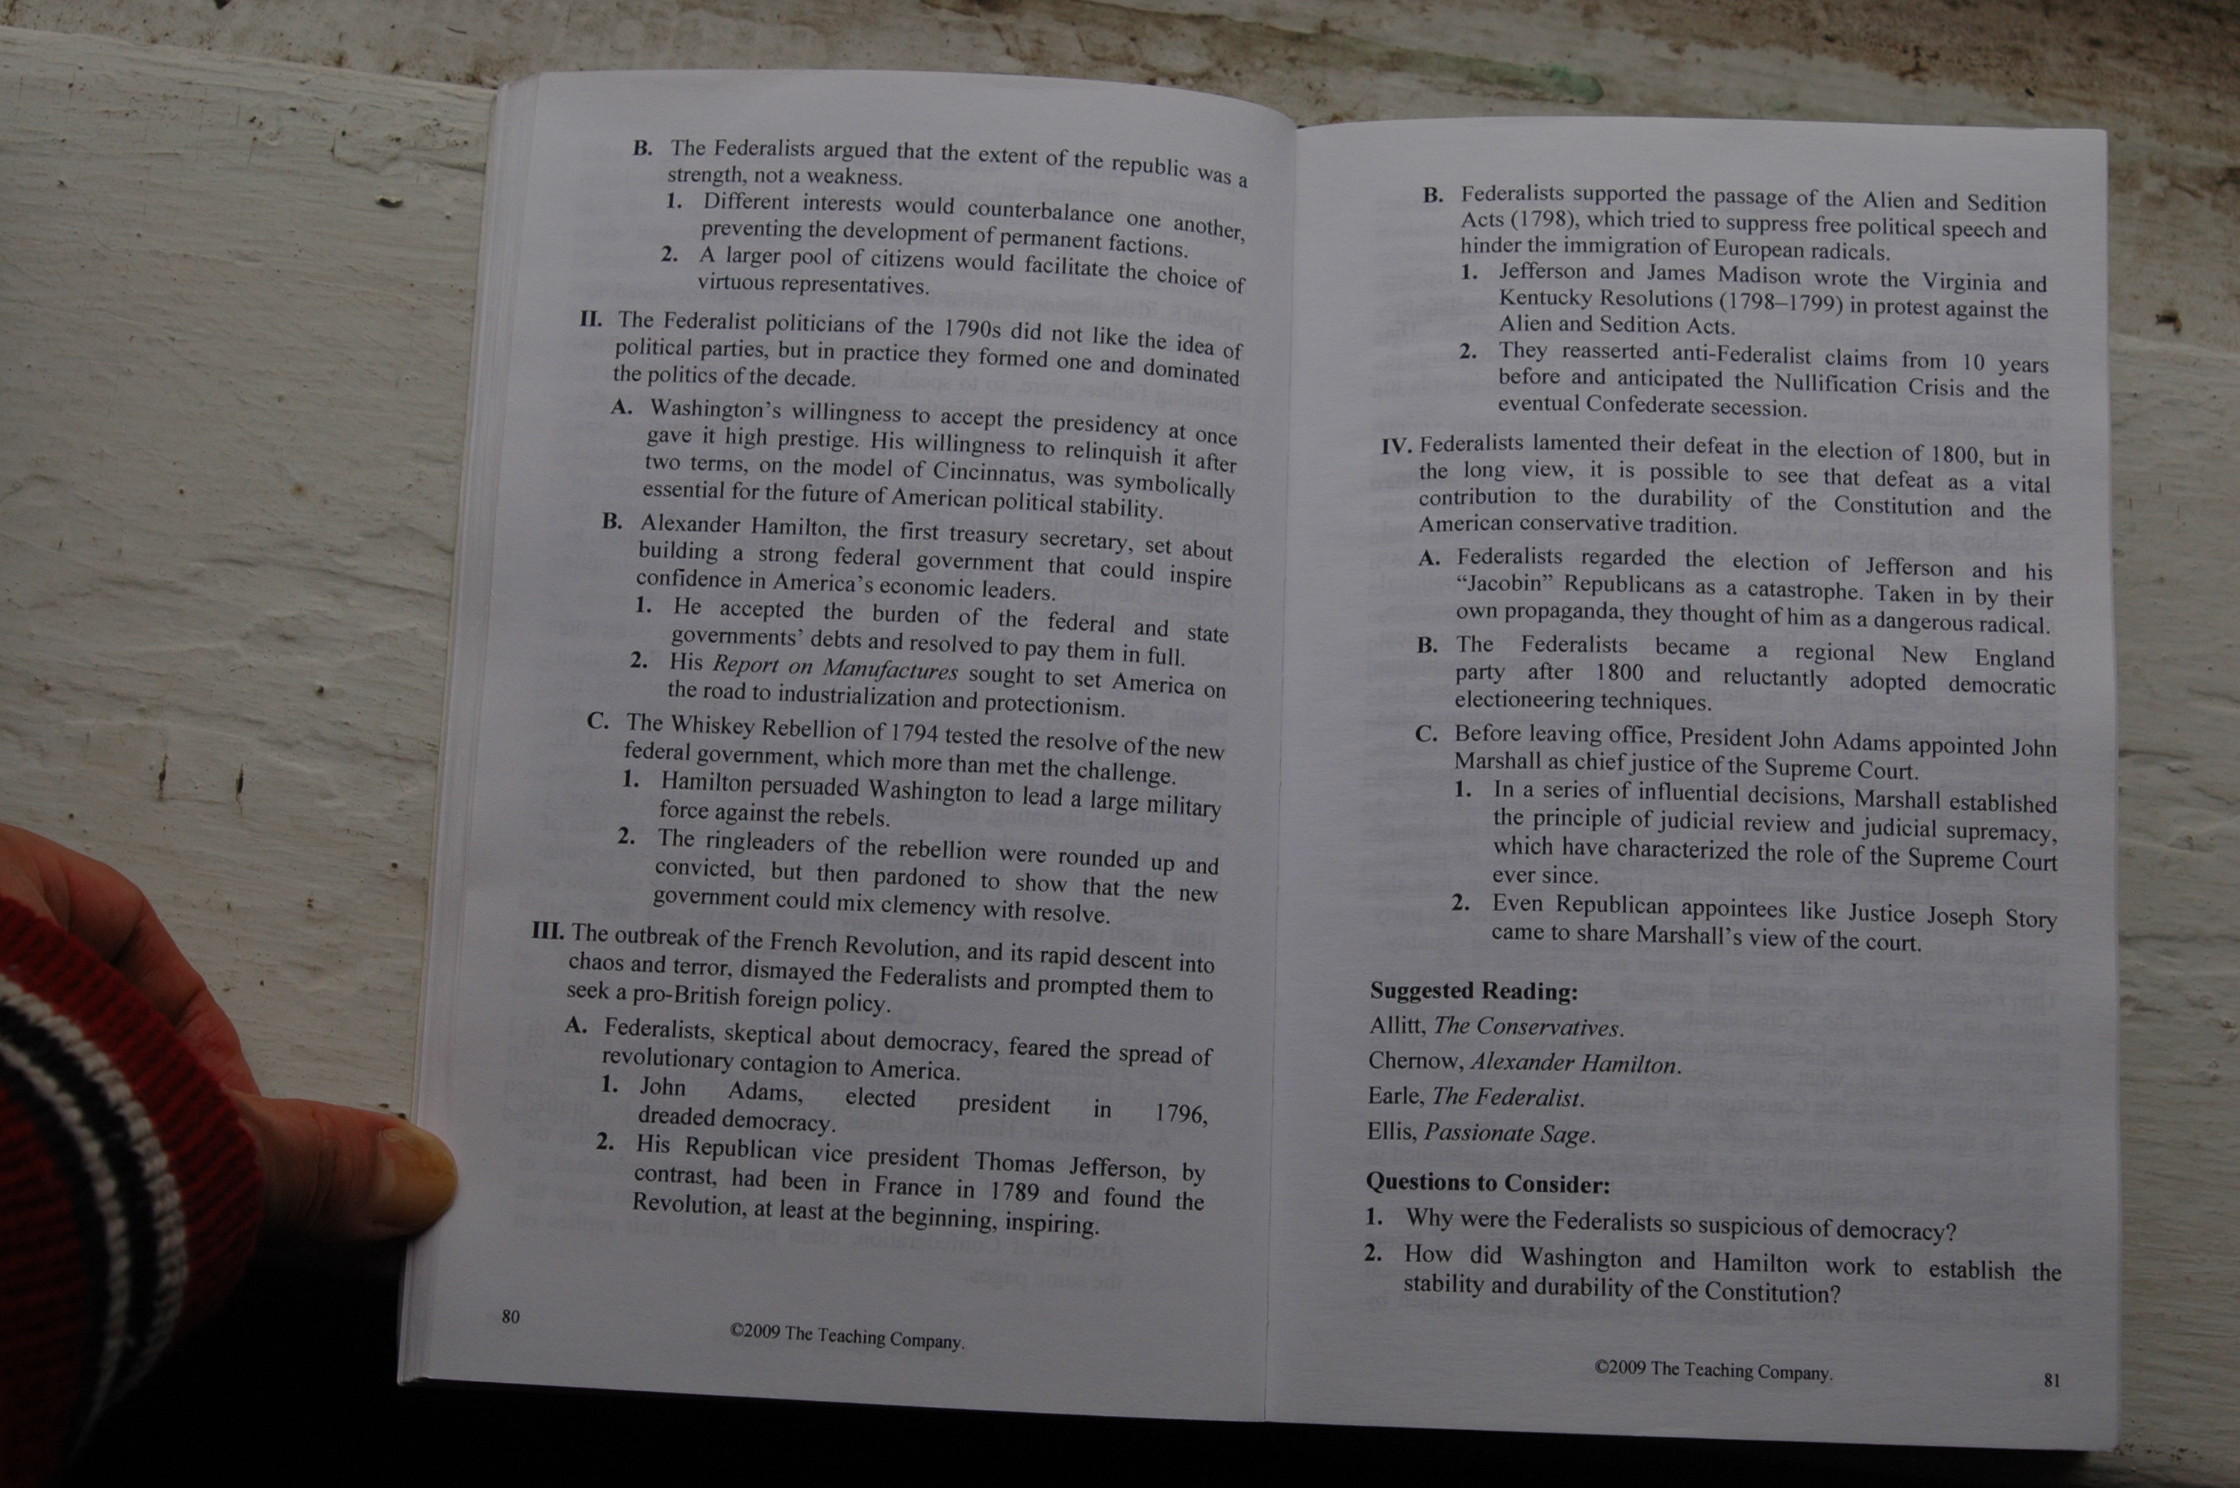 B. The Federalists argued that the extent of the republic was a
strength, not a weakness.
1. Different interests would counterbalance one another,
preventing the development of permanent factions.
2. A larger pool of citizens would facilitate the choice of
virtuous representatives.
II. The Federalist politicians of the 1790s did not like the idea of
political parties, but in practice they formed one and dominated
the politics of the decade.
A. Washington's willingness to accept the presidency at once
gave it high prestige. His willingness to relinquish it after
two terms, on the model of Cincinnatus, was symbolically
essential for the future of American political stability.
B. Alexander Hamilton, the first treasury secretary, set about
building a strong federal government that could inspire
confidence in America's economic leaders.
1. He accepted the burden of the federal and state
governments' debts and resolved to pay them in full.
2. His Report on Manufactures sought to set America on
the road to industrialization and protectionism.
C. The Whiskey Rebellion of 1794 tested the resolve of the new
federal government, which more than met the challenge.
1. Hamilton persuaded Washington to lead a large military
force against the rebels.
2. The ringleaders of the rebellion were rounded up and
convicted, but then pardoned to show that the new
government could mix clemency with resolve.
III. The outbreak of the French Revolution, and its rapid descent into
chaos and terror, dismayed the Federalists and prompted them to
seek a pro-British foreign policy.
A. Federalists, skeptical about democracy, feared the spread of
revolutionary contagion to America.
1. John Adams, elected president in 1796,
dreaded democracy.
2. His Republican vice president Thomas Jefferson, by
contrast, had been in France in 1789 and found the
Revolution, at least at the beginning, inspiring.
80
©2009 The Teaching Company.
B. Federalists supported the passage of the Alien and Sedition
Acts (1798), which tried to suppress free political speech and
hinder the immigration of European radicals.
1. Jefferson and James Madison wrote the Virginia and
Kentucky Resolutions (1798–1799) in protest against the
Alien and Sedition Acts.
2. They reasserted anti-Federalist claims from 10 years
before and anticipated the Nullification Crisis and the
eventual Confederate secession.
IV. Federalists lamented their defeat in the election of 1800, but in
the long view, it is possible to see that defeat as a vital
contribution to the durability of the Constitution and the
American conservative tradition.
A. Federalists regarded the election of Jefferson and his
“Jacobin” Republicans as a catastrophe. Taken in by their
own propaganda, they thought of him as a dangerous radical.
B. The Federalists became a regional New England
party after 1800 and reluctantly adopted democratic
electioneering techniques.
C. Before leaving office, President John Adams appointed John
Marshall as chief justice of the Supreme Court.
1. In a series of influential decisions, Marshall established
the principle of judicial review and judicial supremacy,
which have characterized the role of the Supreme Court
ever since.
2. Even Republican appointees like Justice Joseph Story
came to share Marshall's view of the court.
Suggested Reading:
Allitt, The Conservatives.
Chernow, Alexander Hamilton.
Earle, The Federalist.
Ellis, Passionate Sage.
Questions to Consider:
1. Why were the Federalists so suspicious of democracy?
2. How did Washington and Hamilton work to establish the
stability and durability of the Constitution?
©2009 The Teaching Company.
81